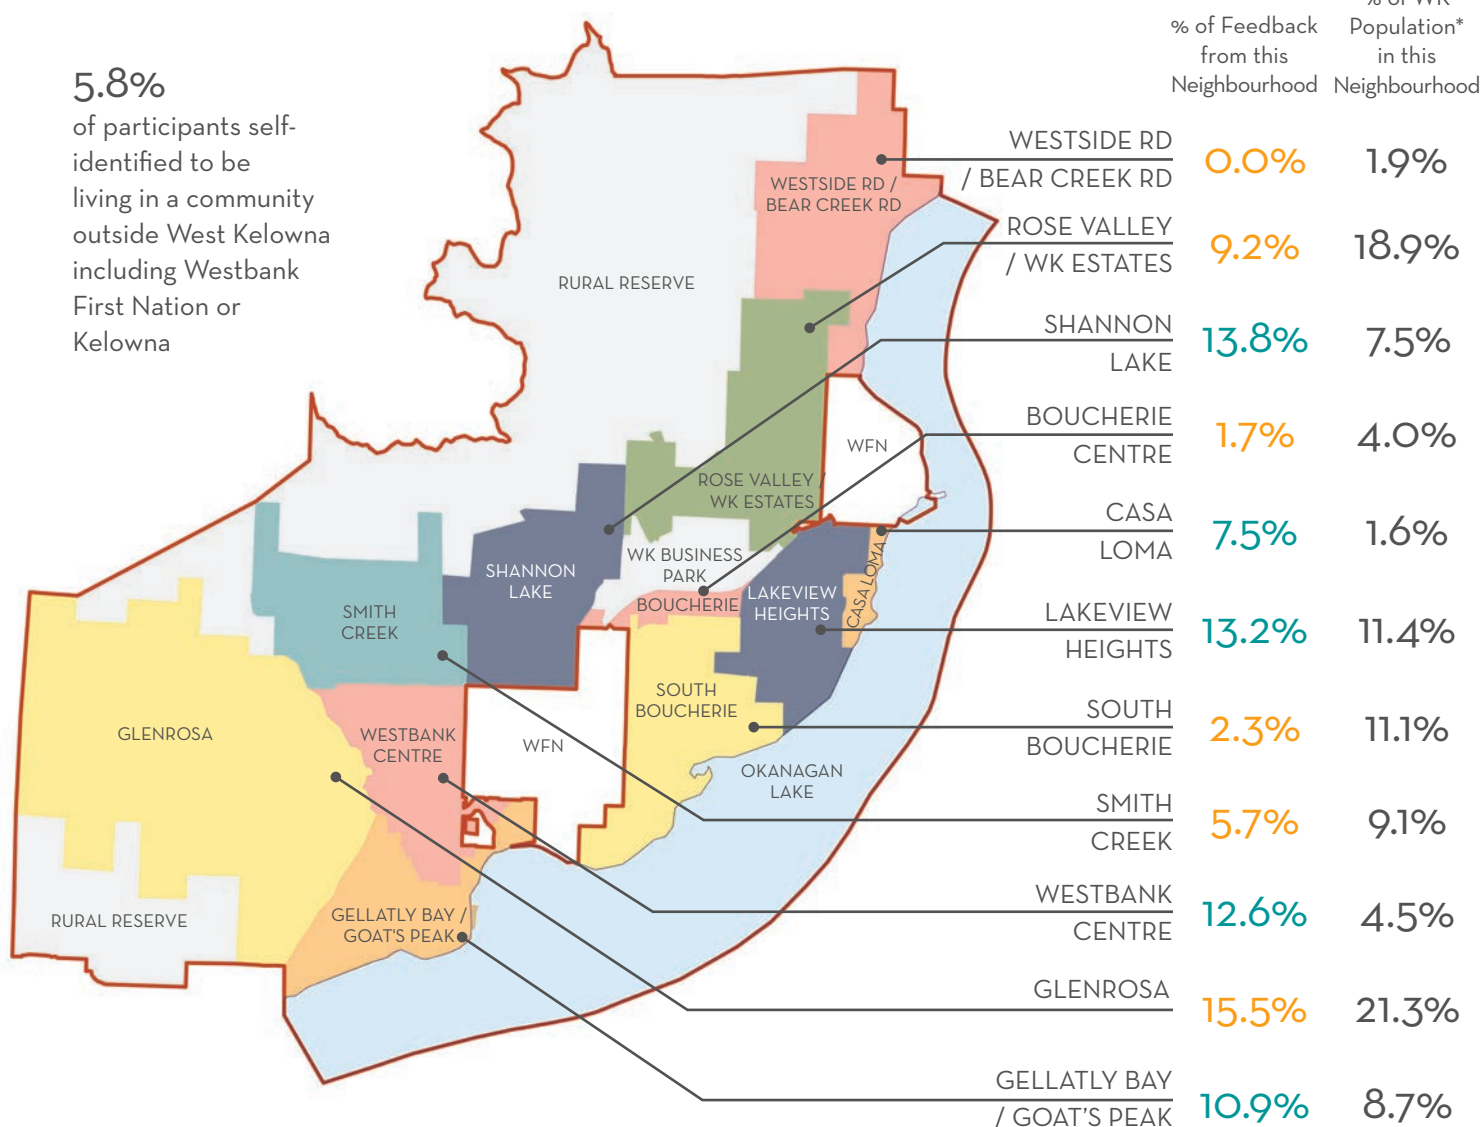 % of Feedback
from this
Neighbourhood
% of WK
Population*
in this
Neighbourhood
5.8%
of participants self-
identified to be
living in a community
outside West Kelowna
including Westbank
First Nation or
Kelowna
WESTSIDE RD
/ BEAR CREEK RD
0.0%
1.9%
ROSE VALLEY
/ WK ESTATES
9.2%
18.9%
SHANNON
LAKE
13.8%
7.5%
BOUCHERIE
CENTRE
1.7%
4.0%
CASA
LOMA
7.5%
1.6%
LAKEVIEW
HEIGHTS
13.2%
11.4%
SOUTH
BOUCHERIE
2.3%
11.1%
SMITH
CREEK
5.7%
9.1%
WESTBANK
CENTRE
12.6%
4.5%
GLENROSA
15.5%
21.3%
GELLATLY BAY
/ GOAT'S PEAK
10.9%
8.7%
WESTSIDE RD /
BEAR CREEK RD
RURAL RESERVE
WFN
ROSE VALLEY /
WK ESTATES
WK BUSINESS
PARK
SHANNON
LAKE
BOUCHERIE
LAKEVIEW
HEIGHTS
CASA LOMA
SMITH
CREEK
SOUTH
BOUCHERIE
GLENROSA
WESTBANK
CENTRE
WFN
OKANAGAN
LAKE
RURAL RESERVE
GELLATLY BAY /
GOAT'S PEAK